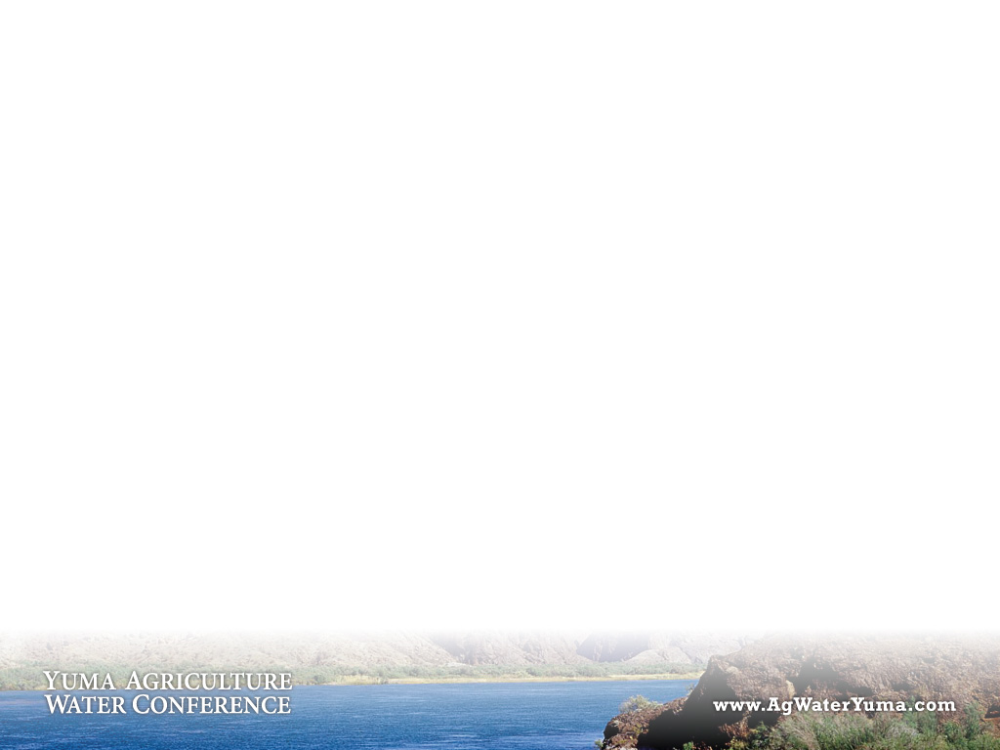 YUMA AGRICULTURE
WATER CONFERENCE
www.AgWaterYuma.com